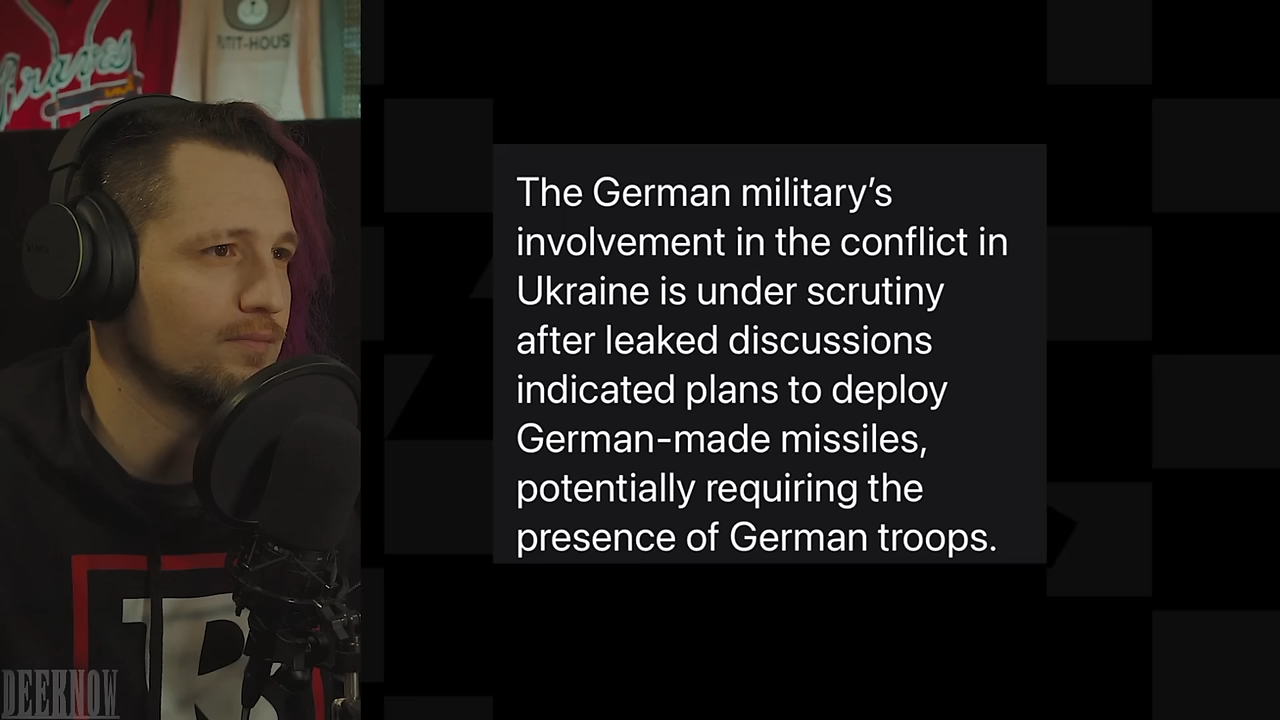 Braves
The German military’s
involvement in the conflict in
Ukraine is under scrutiny
after leaked discussions
indicated plans to deploy
German-made missiles,
potentially requiring the
presence of German troops.
B
DEEKNOW